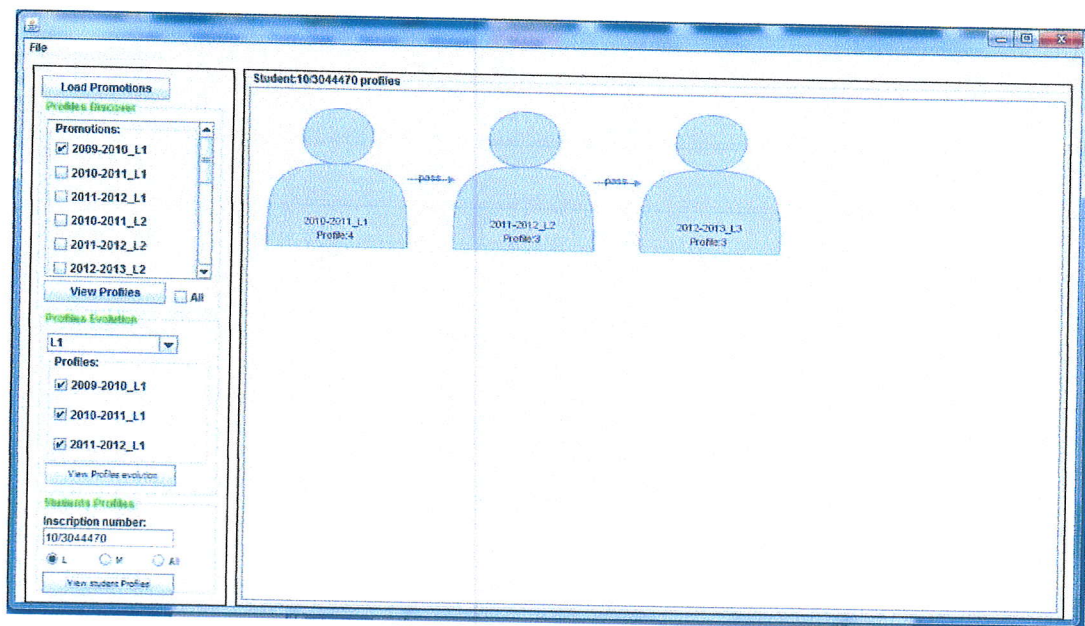 File
Load Promotions
Profiles Discover
Promotions:
2009-2010_L1
2010-2011_L1
2011-2012_L1
2010-2011_L2
2011-2012_L2
2012-2013_L2
View Profiles
All
Profiles Evolution
L1
Profiles:
2009-2010_L1
2010-2011_L1
2011-2012_L1
View Profiles evolution
Students Profiles
Inscription number:
10/3044470
L M All
View student Profiles
Student:10/3044470 profiles
pass
pass
2010-2011_L1
Profile:4
2011-2012_L2
Profile:3
2012-2013_L3
Profile:3